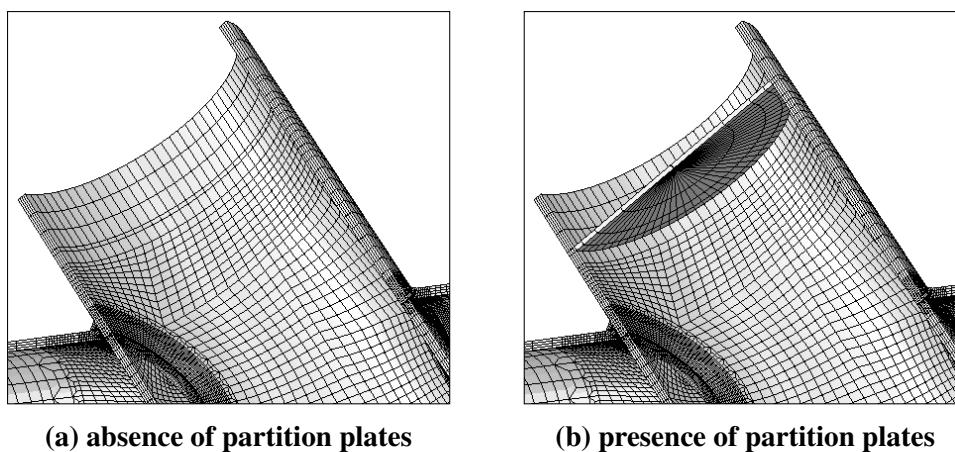 (a) absence of partition plates
(b) presence of partition plates